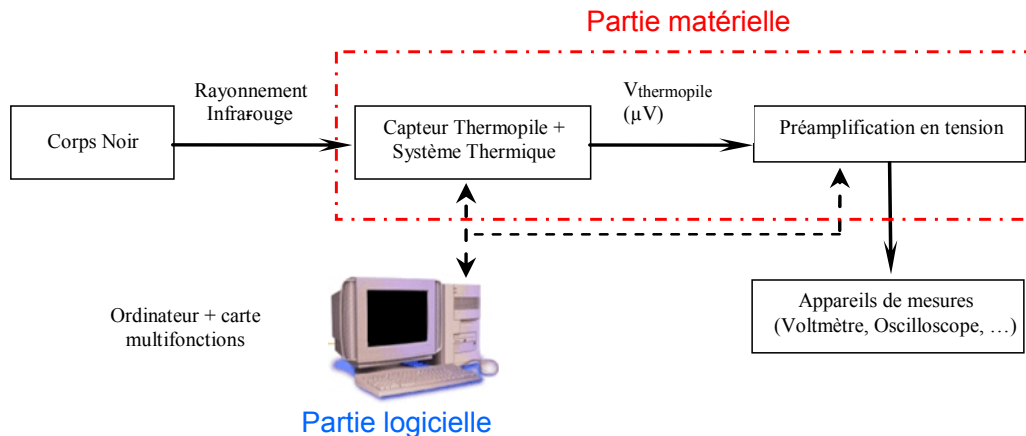 Partie matérielle
Rayonnement
Infrarouge
Vthermopile
(µV)
Corps Noir
Capteur Thermopile +
Système Thermique
Préamplification en tension
Ordinateur + carte
multifonctions
Appareils de mesures
(Voltmètre, Oscilloscope, …)
Partie logicielle